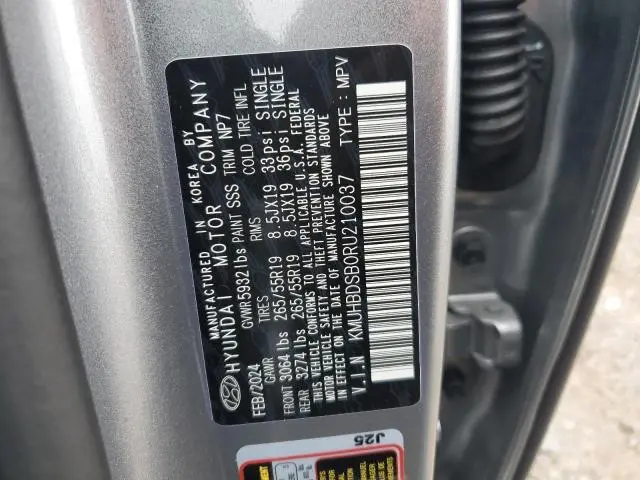 MANUFACTURED IN KOREA BY
HYUNDAI MOTOR COMPANY
FEB/2024 GVWR 5932 lbs PAINT SSS TRIM NP7
GAWR TIRES RIMS COLD TIRE INFL
FRONT 3064 lbs 265/55R19 8.5JX19 33psi SINGLE
REAR 3274 lbs 265/55R19 8.5JX19 36psi SINGLE
THIS VEHICLE CONFORMS TO ALL APPLICABLE U.S.A. FEDERAL
MOTOR VEHICLE SAFETY AND THEFT PREVENTION STANDARDS
IN EFFECT ON THE DATE OF MANUFACTURE SHOWN ABOVE
V.I.N KMUHBDSB0RU210037 TYPE : MPV
J25